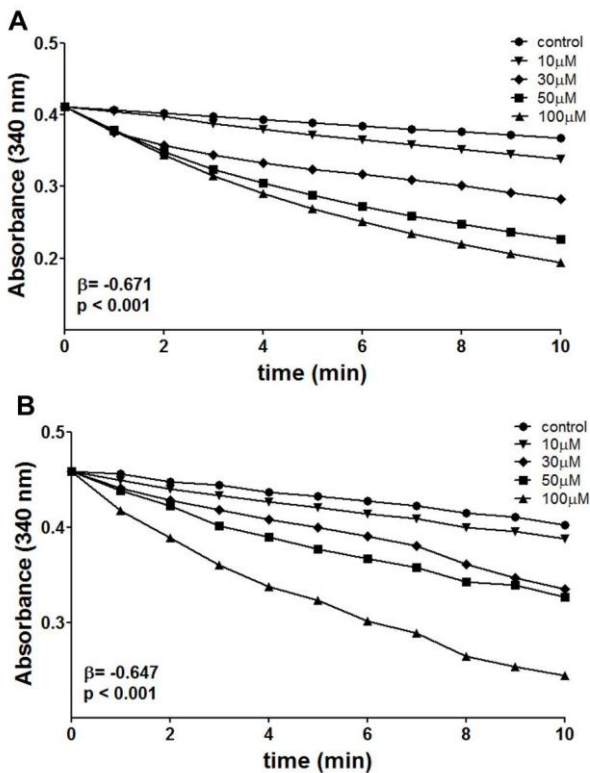 A
0.5
0.4
0.3
0.2
Absorbance (340 nm)
control
10μM
30μM
50μM
100μM
β= -0.671
p < 0.001
0 2 4 6 8 10
time (min)
B
0.5
0.4
0.3
Absorbance (340 nm)
control
10μM
30μM
50μM
100μM
β= -0.647
p < 0.001
0 2 4 6 8 10
time (min)